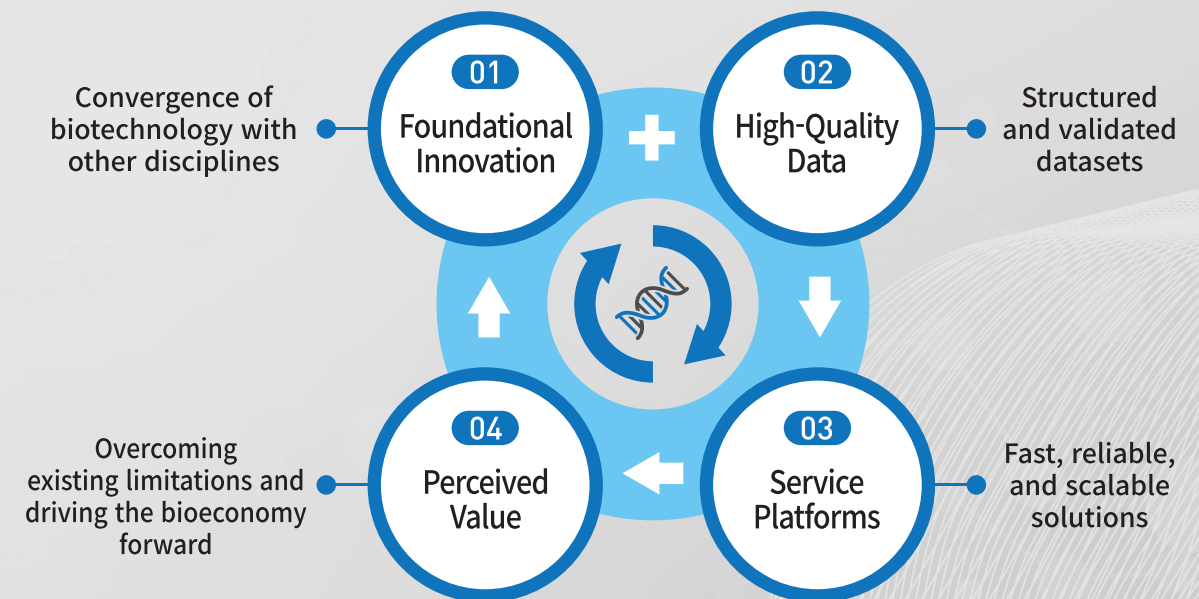 01
Foundational
Innovation
Convergence of
biotechnology with
other disciplines
02
High-Quality
Data
Structured
and validated
datasets
03
Service
Platforms
Fast, reliable,
and scalable
solutions
04
Perceived
Value
Overcoming
existing limitations and
driving the bioeconomy
forward